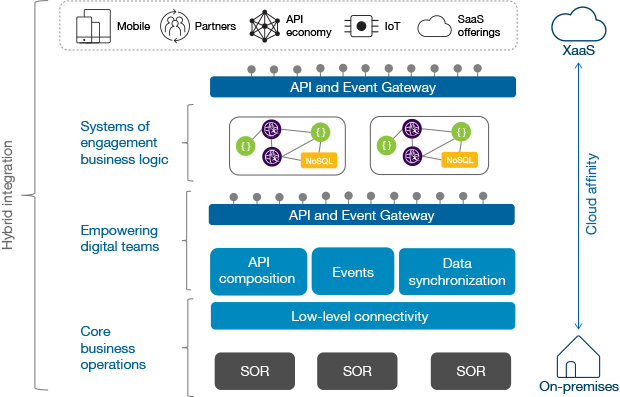 Mobile
Partners
API
economy
IoT
SaaS
offerings
XaaS
API and Event Gateway
Systems of
engagement
business logic
{ }
{ }
NoSQL
{ }
{ }
NoSQL
Hybrid integration
Cloud affinity
API and Event Gateway
Empowering
digital teams
API
composition
Events
Data
synchronization
Low-level connectivity
Core
business
operations
SOR
SOR
SOR
On-premises